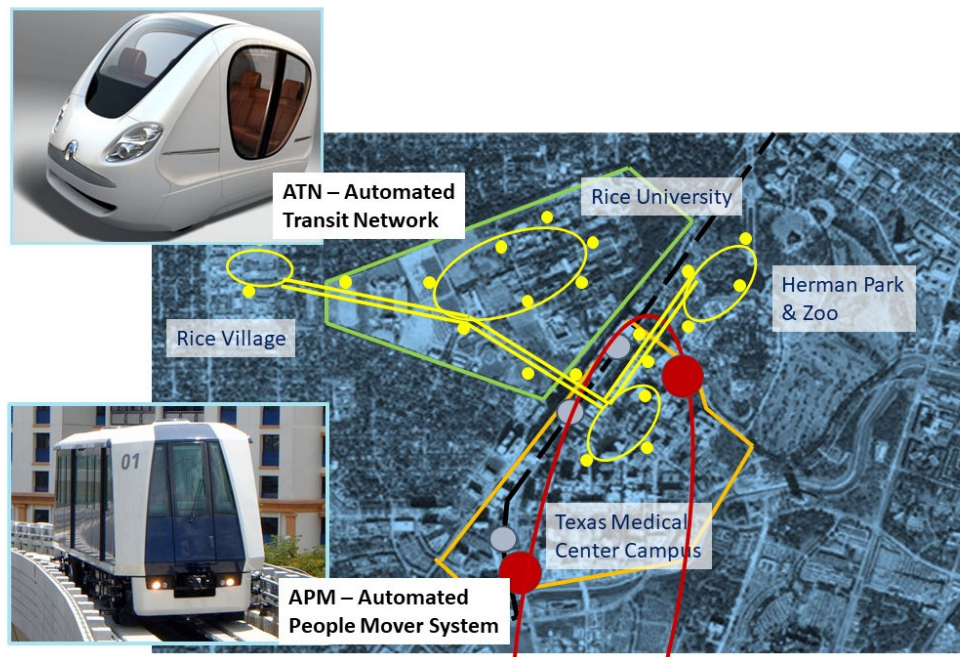 ATN – Automated
Transit Network
Rice University
Herman Park
& Zoo
Rice Village
01
Texas Medical
Center Campus
APM – Automated
People Mover System